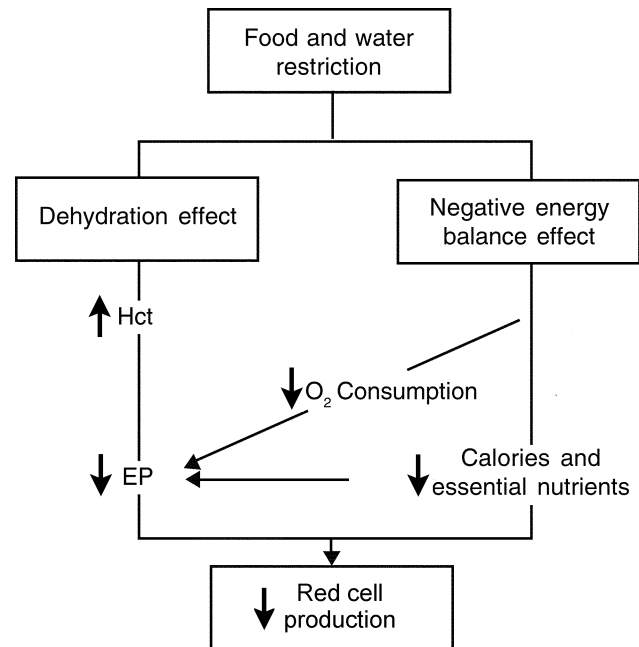 Food and water
restriction
Dehydration effect
Negative energy
balance effect
↑ Hct
↓ O₂ Consumption
↓ EP
↓ Calories and
essential nutrients
↓ Red cell
production